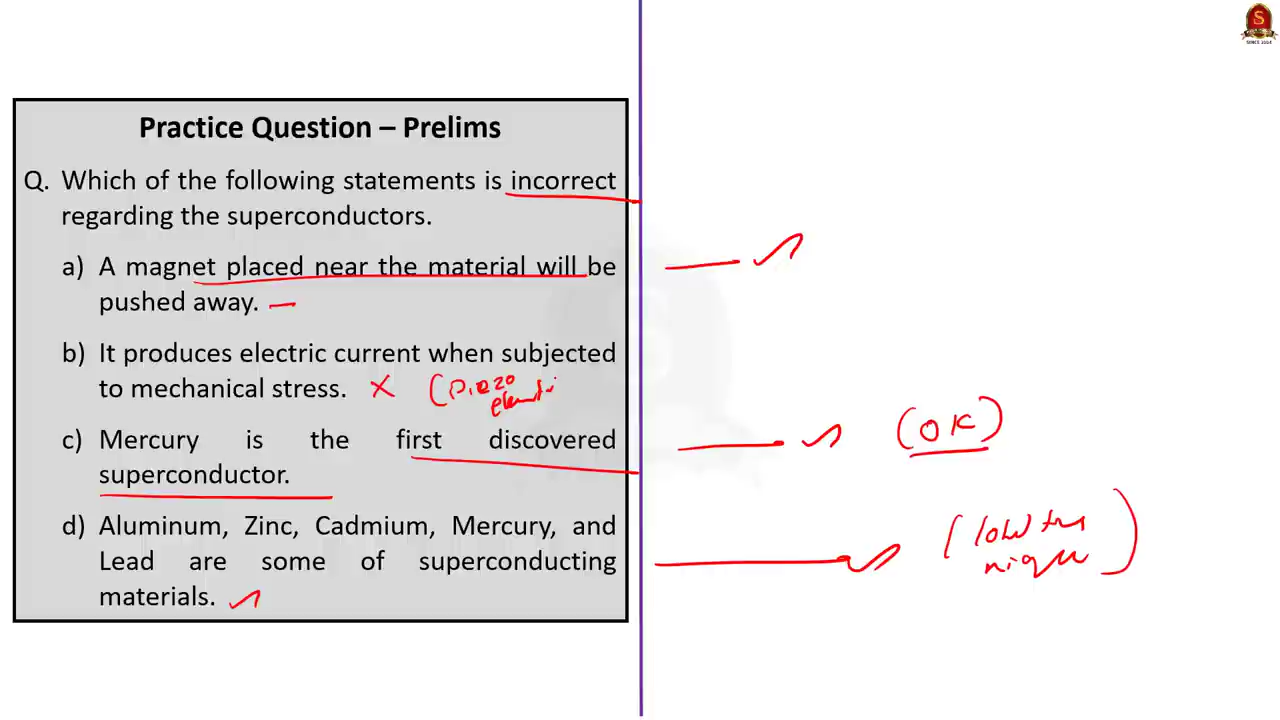 S
SINCE 2004
Practice Question – Prelims
Q. Which of the following statements is incorrect
regarding the superconductors.
a) A magnet placed near the material will be
pushed away.
b) It produces electric current when subjected
to mechanical stress.
c) Mercury is the first discovered
superconductor.
(OK)
d) Aluminum, Zinc, Cadmium, Mercury, and
Lead are some of superconducting
materials.